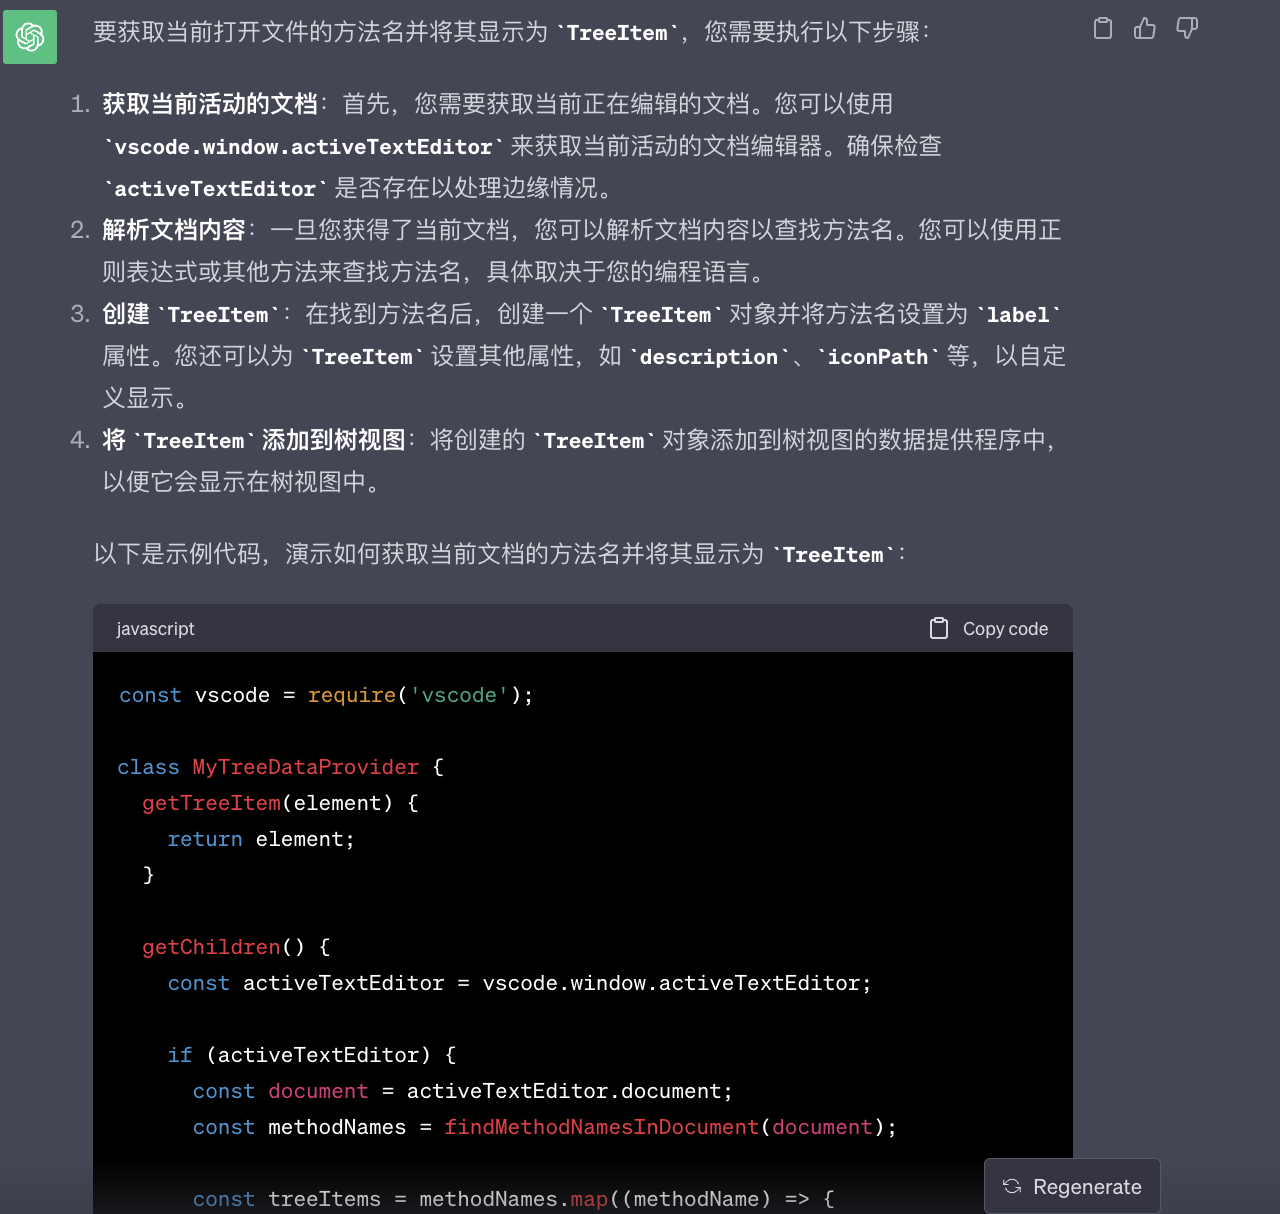 要获取当前打开文件的方法名并将其显示为 `TreeItem`，您需要执行以下步骤：
1. 获取当前活动的文档：首先，您需要获取当前正在编辑的文档。您可以使用
`vscode.window.activeTextEditor` 来获取当前活动的文档编辑器。确保检查
`activeTextEditor` 是否存在以处理边缘情况。
2. 解析文档内容：一旦您获得了当前文档，您可以解析文档内容以查找方法名。您可以使用正
则表达式或其他方法来查找方法名，具体取决于您的编程语言。
3. 创建 `TreeItem`：在找到方法名后，创建一个 `TreeItem` 对象并将方法名设置为 `label`
属性。您还可以为 `TreeItem` 设置其他属性，如 `description`、`iconPath` 等，以自定
义显示。
4. 将 `TreeItem` 添加到树视图：将创建的 `TreeItem` 对象添加到树视图的数据提供程序中，
以便它会显示在树视图中。
以下是示例代码，演示如何获取当前文档的方法名并将其显示为 `TreeItem`：
javascript Copy code
const vscode = require('vscode');
class MyTreeDataProvider {
getTreeItem(element) {
return element;
}
getChildren() {
const activeTextEditor = vscode.window.activeTextEditor;
if (activeTextEditor) {
const document = activeTextEditor.document;
const methodNames = findMethodNamesInDocument(document);
const treeItems = methodNames.map((methodName) => {
Regenerate